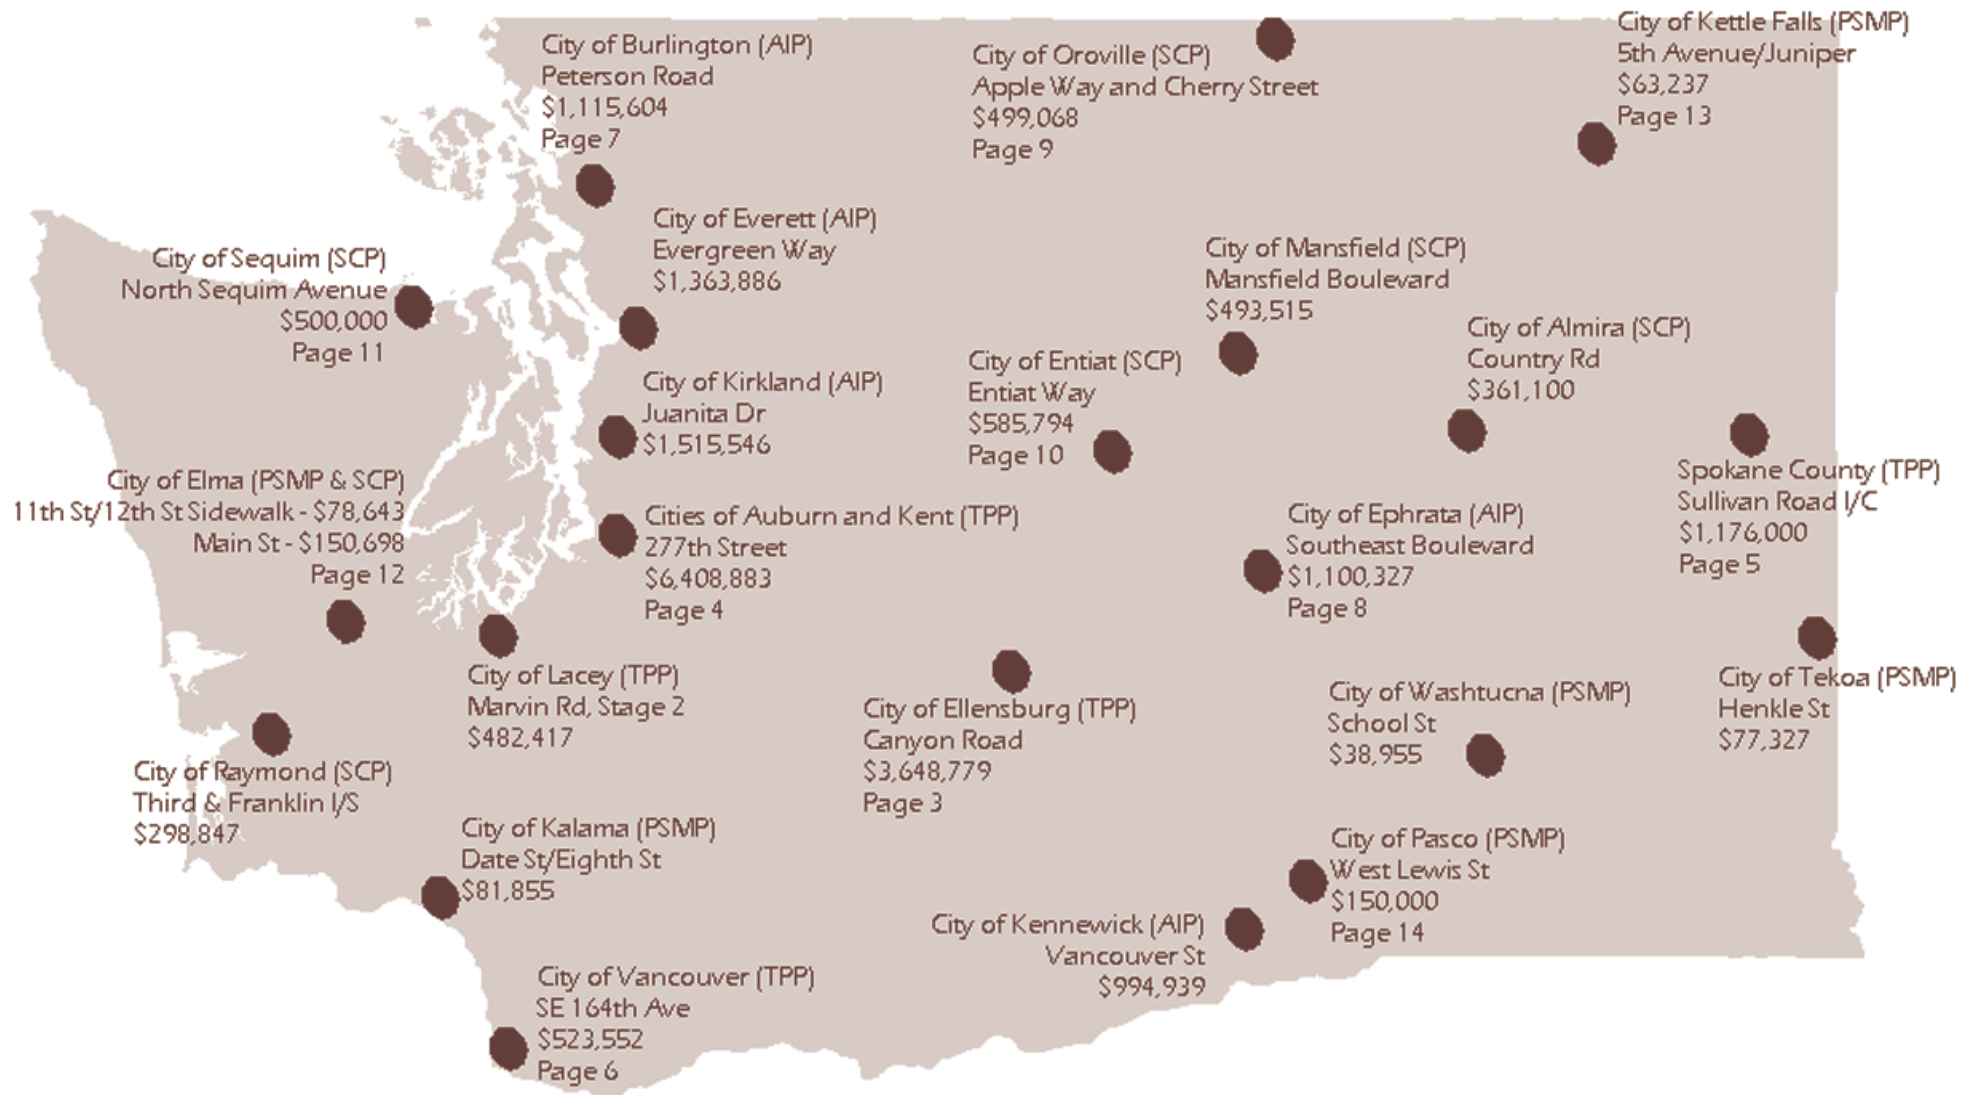 City of Burlington (AIP)
Peterson Road
$1,115,604
Page 7
City of Oroville (SCP)
Apple Way and Cherry Street
$499,068
Page 9
City of Kettle Falls (PSMP)
5th Avenue/Juniper
$63,237
Page 13
City of Everett (AIP)
Evergreen Way
$1,363,886
City of Sequim (SCP)
North Sequim Avenue
$500,000
Page 11
City of Mansfield (SCP)
Mansfield Boulevard
$493,515
City of Almira (SCP)
Country Rd
$361,100
City of Entiat (SCP)
Entiat Way
$585,794
Page 10
City of Kirkland (AIP)
Juanita Dr
$1,515,546
City of Elma (PSMP & SCP)
11th St/12th St Sidewalk - $78,643
Main St - $150,698
Page 12
Cities of Auburn and Kent (TPP)
277th Street
$6,408,883
Page 4
City of Ephrata (AIP)
Southeast Boulevard
$1,100,327
Page 8
Spokane County (TPP)
Sullivan Road I/C
$1,176,000
Page 5
City of Lacey (TPP)
Marvin Rd, Stage 2
$482,417
City of Ellensburg (TPP)
Canyon Road
$3,648,779
Page 3
City of Washtucna (PSMP)
School St
$38,955
City of Tekoa (PSMP)
Henkle St
$77,327
City of Raymond (SCP)
Third & Franklin I/S
$298,847
City of Kalama (PSMP)
Date St/Eighth St
$81,855
City of Pasco (PSMP)
West Lewis St
$150,000
Page 14
City of Kennewick (AIP)
Vancouver St
$994,939
City of Vancouver (TPP)
SE 164th Ave
$523,552
Page 6